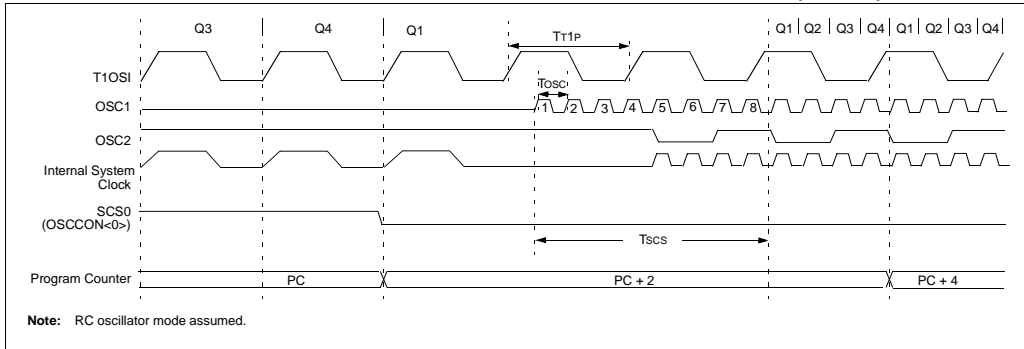 Q3 Q4 Q1 Q1 Q2 Q3 Q4 Q1 Q2 Q3 Q4
TT1P
T1OSI
TOSC
OSC1 1 2 3 4 5 6 7 8
OSC2
Internal System
Clock
SCS0
(OSCCON<0>)
TSCS
Program Counter PC PC + 2 PC + 4
Note: RC oscillator mode assumed.